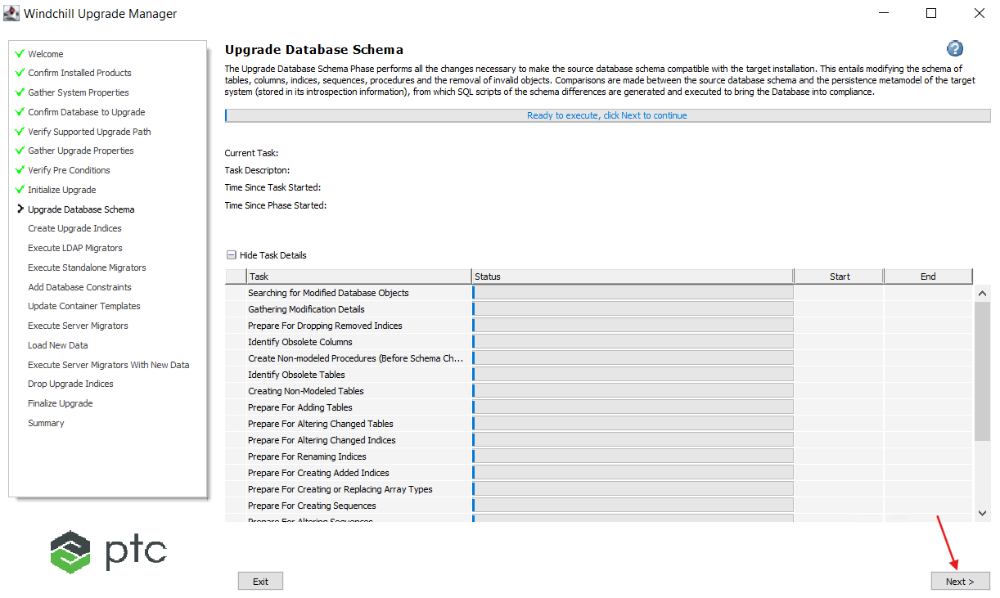 Windchill Upgrade Manager
Welcome
Confirm Installed Products
Gather System Properties
Confirm Database to Upgrade
Verify Supported Upgrade Path
Gather Upgrade Properties
Verify Pre Conditions
Initialize Upgrade
Upgrade Database Schema
Create Upgrade Indices
Execute LDAP Migrators
Execute Standalone Migrators
Add Database Constraints
Update Container Templates
Execute Server Migrators
Load New Data
Execute Server Migrators With New Data
Drop Upgrade Indices
Finalize Upgrade
Summary
ptc
Upgrade Database Schema
?
The Upgrade Database Schema Phase performs all the changes necessary to make the source database schema compatible with the target installation. This entails modifying the schema of
tables, columns, indices, sequences, procedures and the removal of invalid objects. Comparisons are made between the source database schema and the persistence metamodel of the target
system (stored in its introspection information), from which SQL scripts of the schema differences are generated and executed to bring the Database into compliance.
Ready to execute, click Next to continue
Current Task:
Task Descripton:
Time Since Task Started:
Time Since Phase Started:
Hide Task Details
Task Status Start End
Searching for Modified Database Objects
Gathering Modification Details
Prepare For Dropping Removed Indices
Identify Obsolete Columns
Create Non-modeled Procedures (Before Schema Ch...
Identify Obsolete Tables
Creating Non-Modeled Tables
Prepare For Adding Tables
Prepare For Altering Changed Tables
Prepare For Altering Changed Indices
Prepare For Renaming Indices
Prepare For Creating Added Indices
Prepare For Creating or Replacing Array Types
Prepare For Creating Sequences
Prepare For Altering Sequences
Exit
Next >